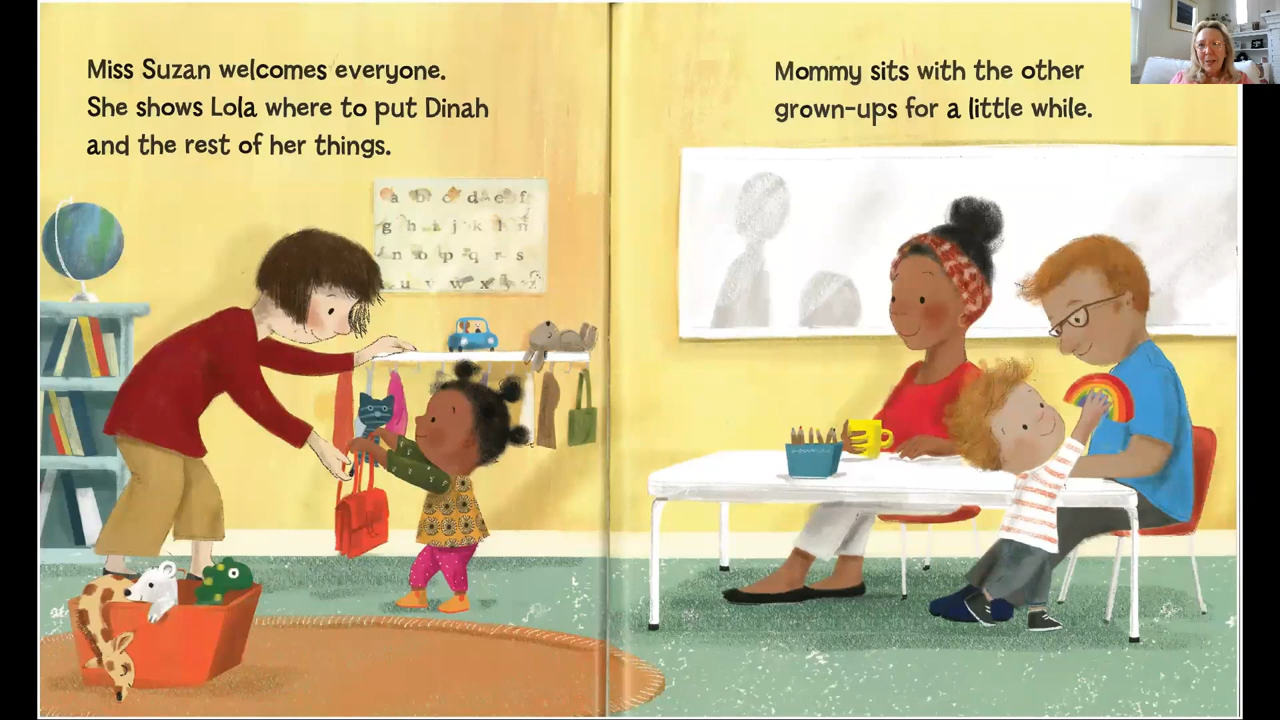 Miss Suzan welcomes everyone.
She shows Lola where to put Dinah
and the rest of her things.
Mommy sits with the other
grown-ups for a little while.
a b c d e f
g h i j k l m
n o p q r s
u v w x y z